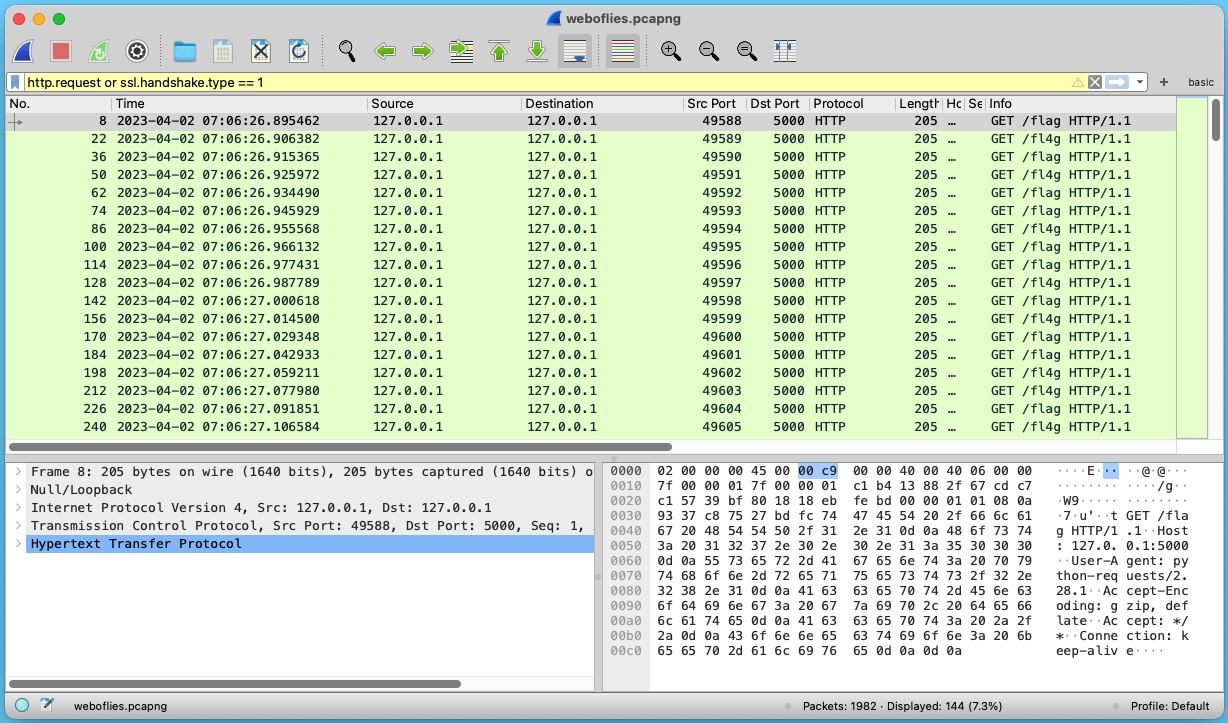 weboflies.pcapng
http.request or ssl.handshake.type == 1
basic
No. Time Source Destination Src Port Dst Port Protocol Length Hc Se Info
8 2023-04-02 07:06:26.895462 127.0.0.1 127.0.0.1 49588 5000 HTTP 205 … GET /flag HTTP/1.1
22 2023-04-02 07:06:26.906382 127.0.0.1 127.0.0.1 49589 5000 HTTP 205 … GET /fl4g HTTP/1.1
36 2023-04-02 07:06:26.915365 127.0.0.1 127.0.0.1 49590 5000 HTTP 205 … GET /fl4g HTTP/1.1
50 2023-04-02 07:06:26.925972 127.0.0.1 127.0.0.1 49591 5000 HTTP 205 … GET /fl4g HTTP/1.1
62 2023-04-02 07:06:26.934490 127.0.0.1 127.0.0.1 49592 5000 HTTP 205 … GET /flag HTTP/1.1
74 2023-04-02 07:06:26.945929 127.0.0.1 127.0.0.1 49593 5000 HTTP 205 … GET /flag HTTP/1.1
86 2023-04-02 07:06:26.955568 127.0.0.1 127.0.0.1 49594 5000 HTTP 205 … GET /fl4g HTTP/1.1
100 2023-04-02 07:06:26.966132 127.0.0.1 127.0.0.1 49595 5000 HTTP 205 … GET /fl4g HTTP/1.1
114 2023-04-02 07:06:26.977431 127.0.0.1 127.0.0.1 49596 5000 HTTP 205 … GET /fl4g HTTP/1.1
128 2023-04-02 07:06:26.987789 127.0.0.1 127.0.0.1 49597 5000 HTTP 205 … GET /fl4g HTTP/1.1
142 2023-04-02 07:06:27.000618 127.0.0.1 127.0.0.1 49598 5000 HTTP 205 … GET /fl4g HTTP/1.1
156 2023-04-02 07:06:27.014500 127.0.0.1 127.0.0.1 49599 5000 HTTP 205 … GET /fl4g HTTP/1.1
170 2023-04-02 07:06:27.029348 127.0.0.1 127.0.0.1 49600 5000 HTTP 205 … GET /fl4g HTTP/1.1
184 2023-04-02 07:06:27.042933 127.0.0.1 127.0.0.1 49601 5000 HTTP 205 … GET /fl4g HTTP/1.1
198 2023-04-02 07:06:27.059211 127.0.0.1 127.0.0.1 49602 5000 HTTP 205 … GET /fl4g HTTP/1.1
212 2023-04-02 07:06:27.077980 127.0.0.1 127.0.0.1 49603 5000 HTTP 205 … GET /fl4g HTTP/1.1
226 2023-04-02 07:06:27.091851 127.0.0.1 127.0.0.1 49604 5000 HTTP 205 … GET /fl4g HTTP/1.1
240 2023-04-02 07:06:27.106584 127.0.0.1 127.0.0.1 49605 5000 HTTP 205 … GET /fl4g HTTP/1.1
Frame 8: 205 bytes on wire (1640 bits), 205 bytes captured (1640 bits) o
Null/Loopback
Internet Protocol Version 4, Src: 127.0.0.1, Dst: 127.0.0.1
Transmission Control Protocol, Src Port: 49588, Dst Port: 5000, Seq: 1, .
Hypertext Transfer Protocol
0000 02 00 00 00 45 00 00 c9 00 00 40 00 40 06 00 00 ····E··· ··@·@···
0010 7f 00 00 01 7f 00 00 01 c1 b4 13 88 2f 67 cd c7 ········ ····/g··
0020 c1 57 39 bf 80 18 18 eb fe bd 00 00 01 01 08 0a ·W9····· ········
0030 93 37 c8 75 27 bd fc 74 47 45 54 20 2f 66 6c 61 ·7·u'··t GET /fla
0040 67 20 48 54 54 50 2f 31 2e 31 0d 0a 48 6f 73 74 g HTTP/1 .1··Host
0050 3a 20 31 32 37 2e 30 2e 30 2e 31 3a 35 30 30 30 : 127.0. 0.1:5000
0060 0d 0a 55 73 65 72 2d 41 67 65 6e 74 3a 20 70 79 ··User-A gent: py
0070 74 68 6f 6e 2d 72 65 71 75 65 73 74 73 2f 32 2e thon-req uests/2.
0080 32 38 2e 31 0d 0a 41 63 63 65 70 74 2d 45 6e 63 28.1··Ac cept-Enc
0090 6f 64 69 6e 67 3a 20 67 7a 69 70 2c 20 64 65 66 oding: g zip, def
00a0 6c 61 74 65 0d 0a 41 63 63 65 70 74 3a 20 2a 2f late··Ac cept: */
00b0 2a 0d 0a 43 6f 6e 6e 65 63 74 69 6f 6e 3a 20 6b *··Conne ction: k
00c0 65 65 70 2d 61 6c 69 76 65 0d 0a 0d 0a eep-aliv e····
weboflies.pcapng
Packets: 1982 · Displayed: 144 (7.3%)
Profile: Default